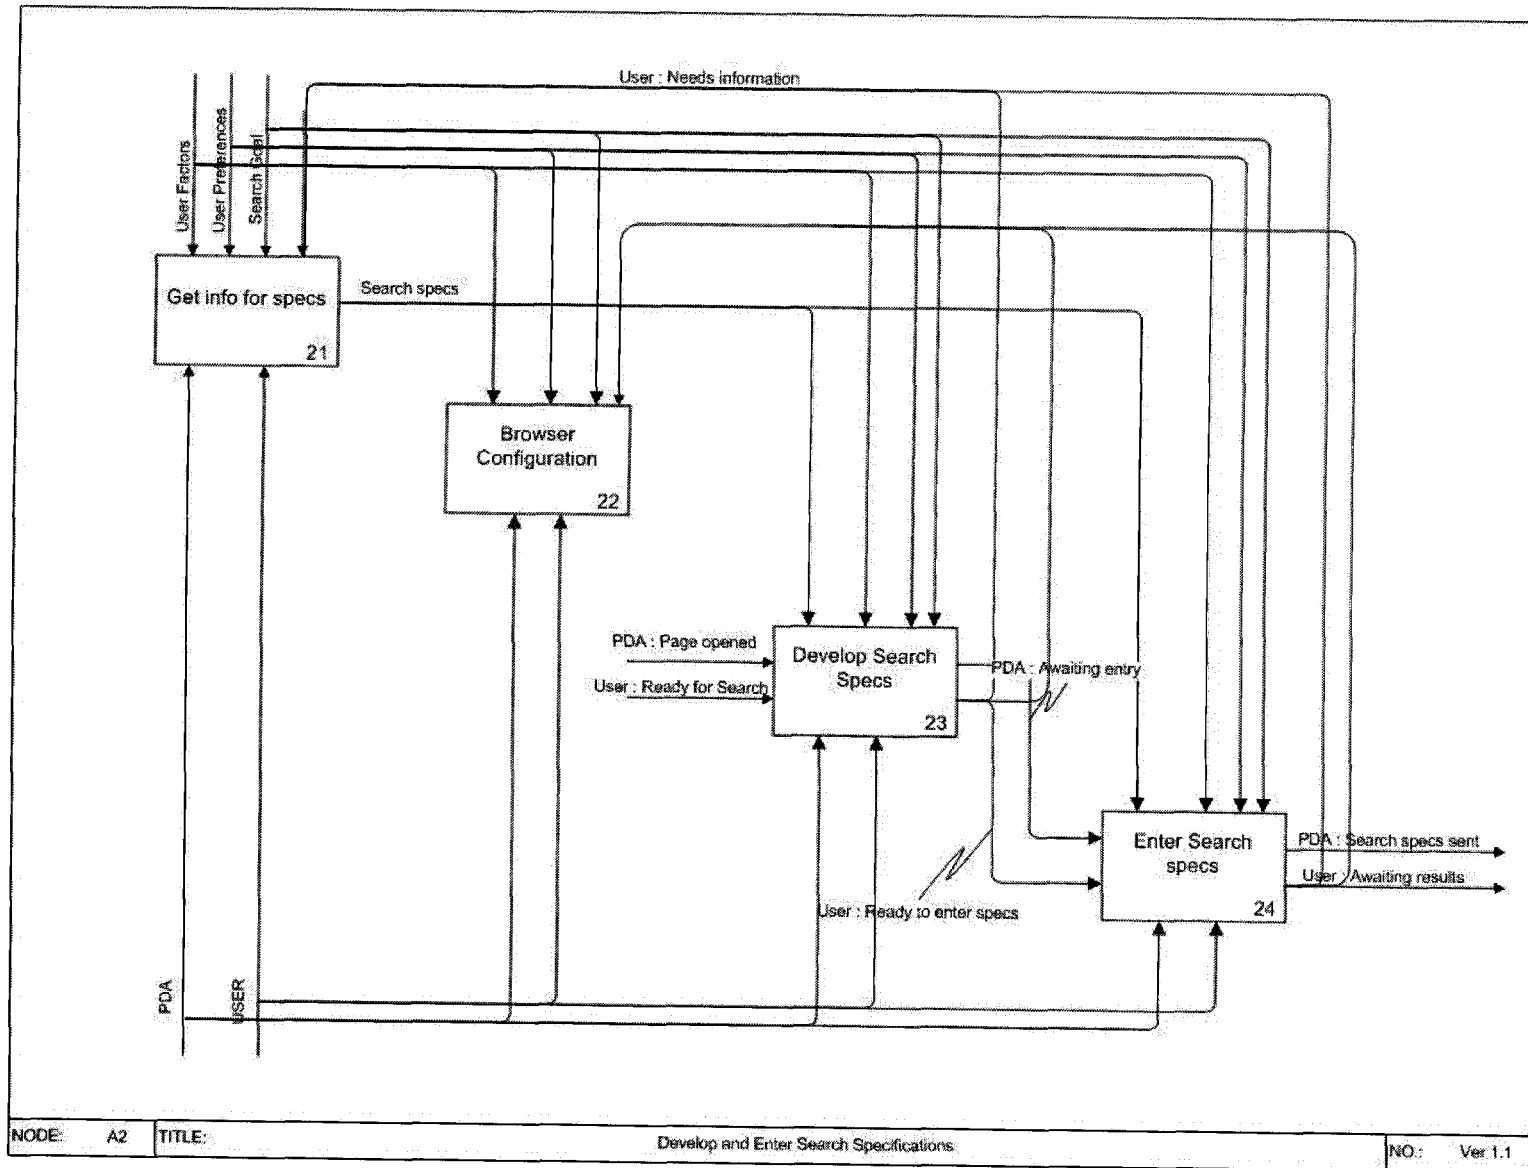 User : Needs information
User Factors
User Preferences
Search Goal
Get info for specs
21
Search specs
Browser
Configuration
22
PDA : Page opened
User : Ready for Search
Develop Search
Specs
23
PDA : Awaiting entry
Enter Search
specs
24
PDA : Search specs sent
User : Awaiting results
User : Ready to enter specs
PDA
USER
NODE: A2 TITLE: Develop and Enter Search Specifications NO.: Ver 1.1